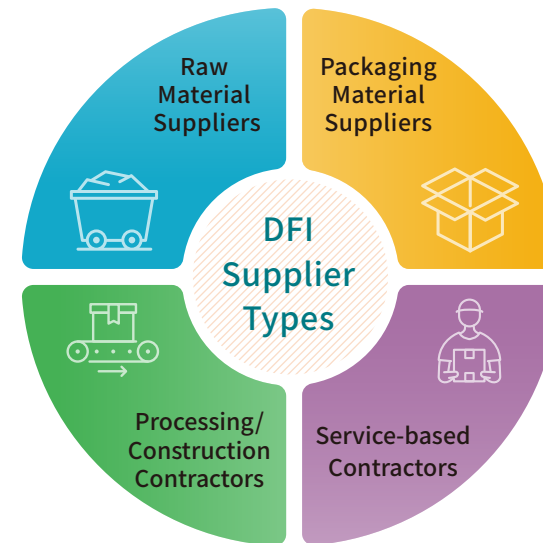 Raw
Material
Suppliers
Packaging
Material
Suppliers
DFI
Supplier
Types
Processing/
Construction
Contractors
Service-based
Contractors